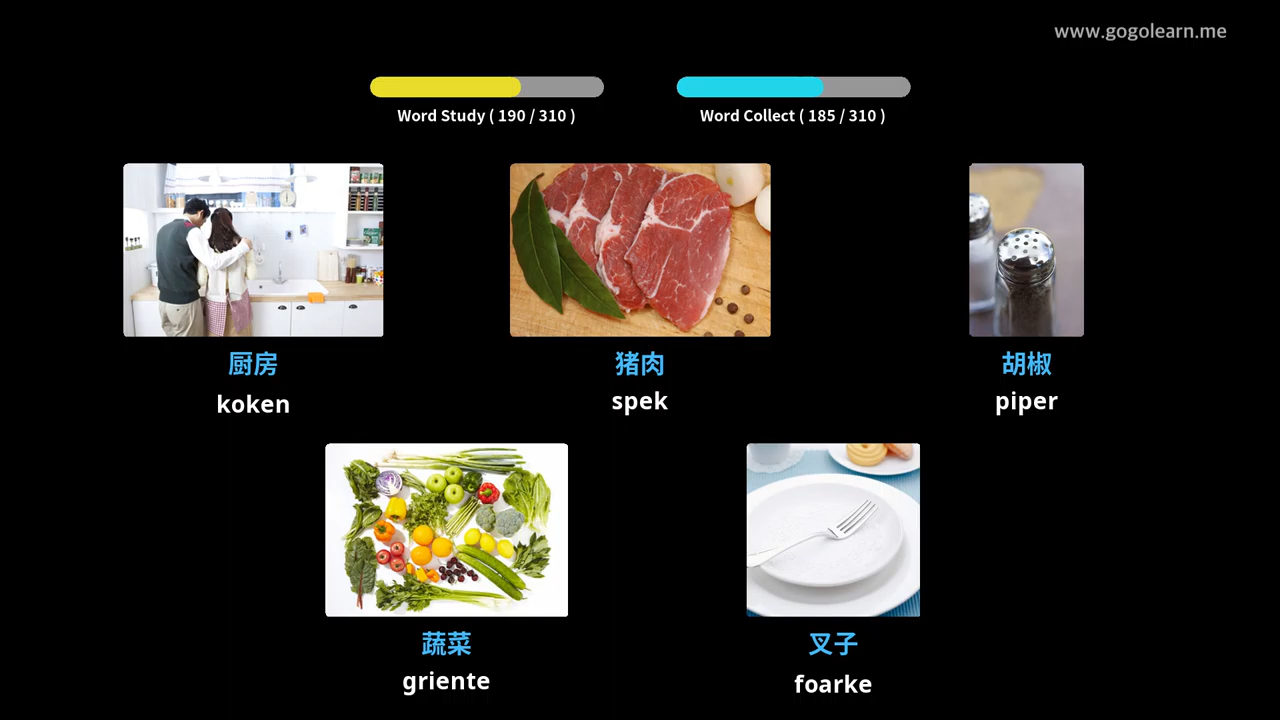 www.gogolearn.me
Word Study ( 190 / 310 )
Word Collect ( 185 / 310 )
厨房
koken
猪肉
spek
胡椒
piper
蔬菜
griente
叉子
foarke